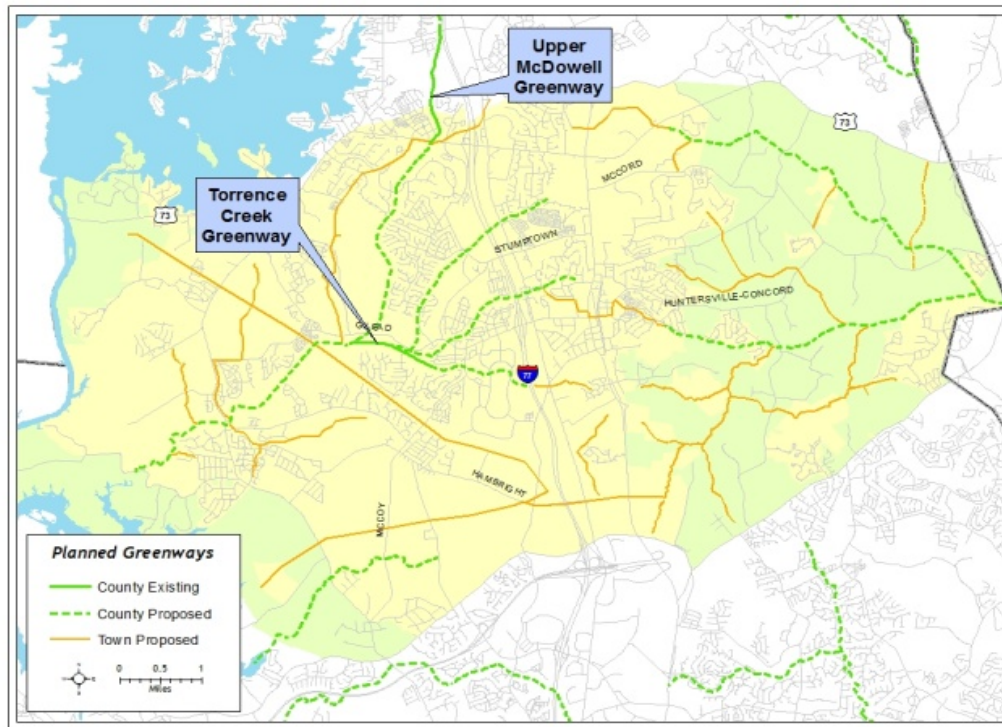 Upper
McDowell
Greenway
73
MCCORD
Torrence
Creek
Greenway
73
STUMPTOWN
HUNTERSVILLE-CONCORD
GILEAD
77
HAMBRIGHT
MCCOY
Planned Greenways
County Existing
County Proposed
Town Proposed
0 0.5 1
Miles